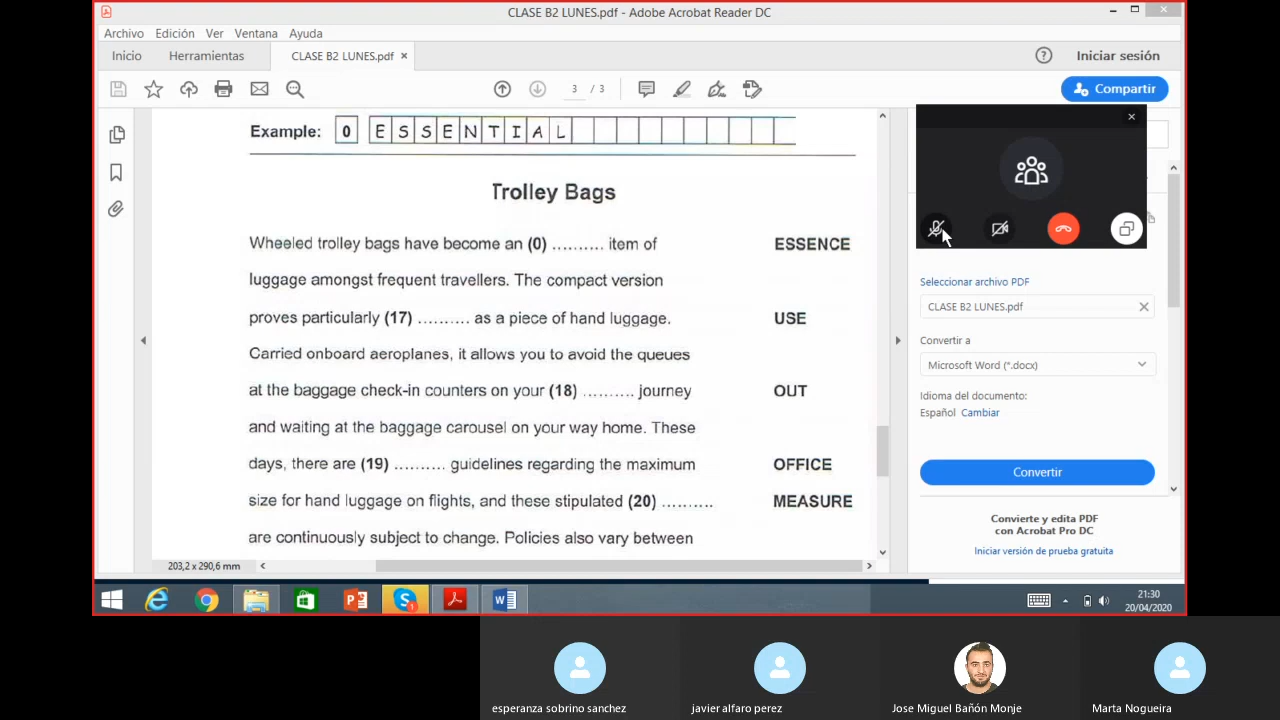 CLASE B2 LUNES.pdf - Adobe Acrobat Reader DC
Archivo Edición Ver Ventana Ayuda
Inicio Herramientas CLASE B2 LUNES.pdf × Iniciar sesión
3 / 3 Compartir
Example: 0 ESSENTIAL
Trolley Bags
Wheeled trolley bags have become an (0) .......... item of ESSENCE
luggage amongst frequent travellers. The compact version
proves particularly (17) .......... as a piece of hand luggage. USE
Carried onboard aeroplanes, it allows you to avoid the queues
at the baggage check-in counters on your (18) .......... journey OUT
and waiting at the baggage carousel on your way home. These
days, there are (19) .......... guidelines regarding the maximum OFFICE
size for hand luggage on flights, and these stipulated (20) .......... MEASURE
are continuously subject to change. Policies also vary between
203,2 x 290,6 mm
Seleccionar archivo PDF
CLASE B2 LUNES.pdf
Convertir a
Microsoft Word (*.docx)
Idioma del documento:
Español Cambiar
Convertir
Convierte y edita PDF
con Acrobat Pro DC
Iniciar versión de prueba gratuita
21:30
20/04/2020
esperanza sobrino sanchez
javier alfaro perez
Jose Miguel Bañón Monje
Marta Nogueira